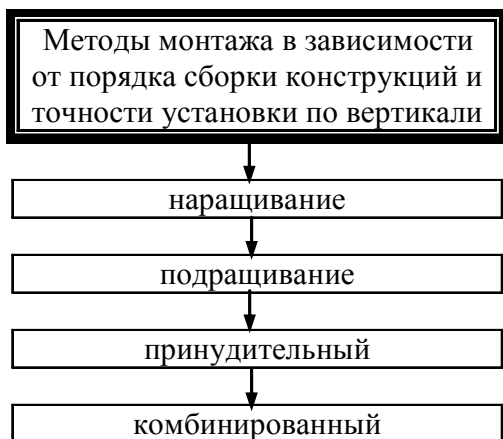 Методы монтажа в зависимости
от порядка сборки конструкций и
точности установки по вертикали
наращивание
подращивание
принудительный
комбинированный